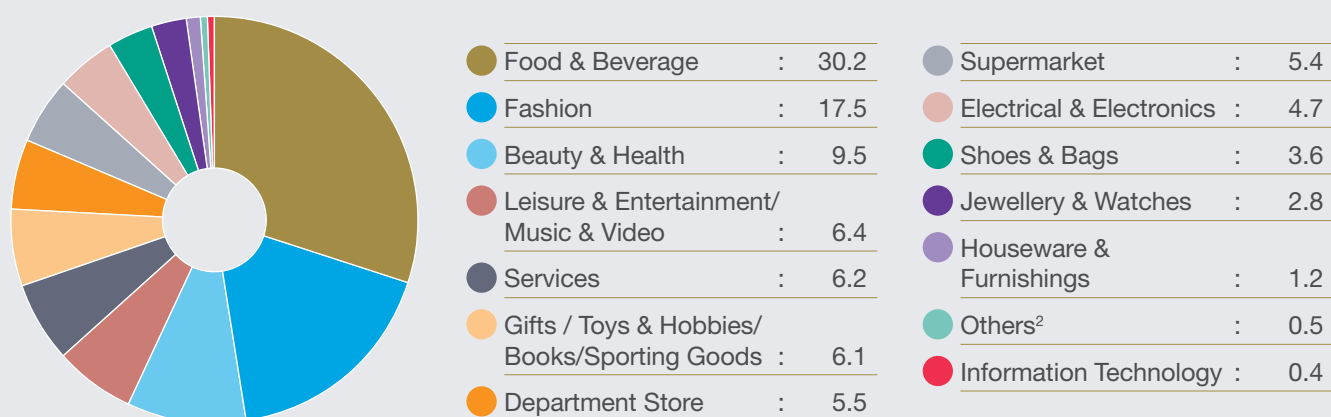 Food & Beverage : 30.2
Fashion : 17.5
Beauty & Health : 9.5
Leisure & Entertainment/
Music & Video : 6.4
Services : 6.2
Gifts / Toys & Hobbies/
Books/Sporting Goods : 6.1
Department Store : 5.5
Supermarket : 5.4
Electrical & Electronics : 4.7
Shoes & Bags : 3.6
Jewellery & Watches : 2.8
Houseware &
Furnishings : 1.2
Others² : 0.5
Information Technology : 0.4